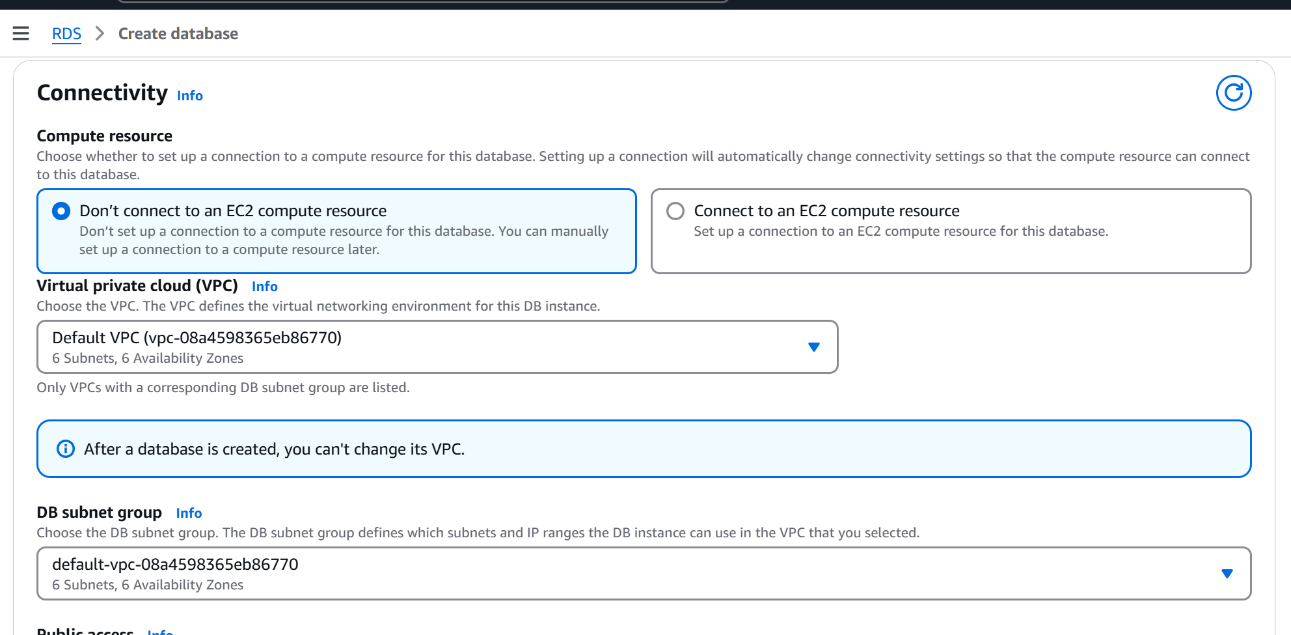 RDS > Create database
Connectivity Info
Compute resource
Choose whether to set up a connection to a compute resource for this database. Setting up a connection will automatically change connectivity settings so that the compute resource can connect
to this database.
Don’t connect to an EC2 compute resource
Don’t set up a connection to a compute resource for this database. You can manually
set up a connection to a compute resource later.
Connect to an EC2 compute resource
Set up a connection to an EC2 compute resource for this database.
Virtual private cloud (VPC) Info
Choose the VPC. The VPC defines the virtual networking environment for this DB instance.
Default VPC (vpc-08a4598365eb86770)
6 Subnets, 6 Availability Zones
Only VPCs with a corresponding DB subnet group are listed.
After a database is created, you can't change its VPC.
DB subnet group Info
Choose the DB subnet group. The DB subnet group defines which subnets and IP ranges the DB instance can use in the VPC that you selected.
default-vpc-08a4598365eb86770
6 Subnets, 6 Availability Zones
Public access Info